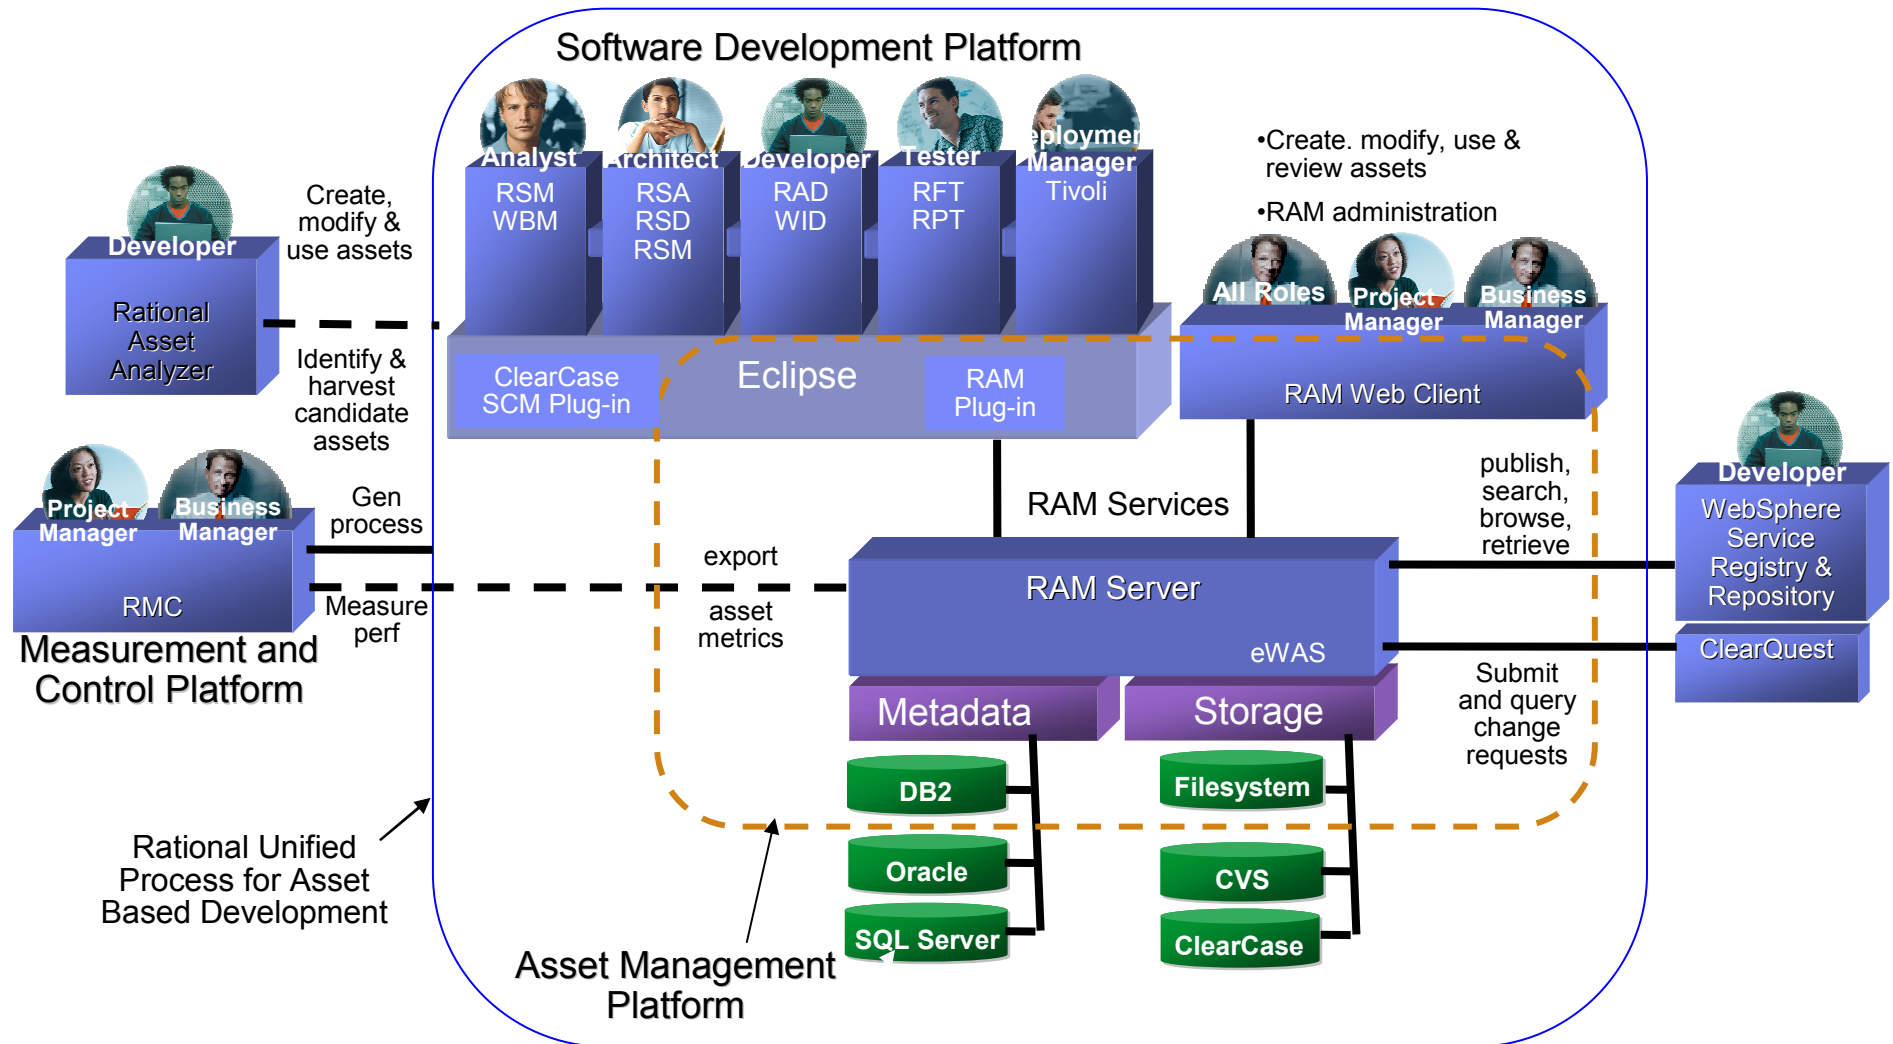 Software Development Platform
Analyst
RSM
WBM
Architect
RSA
RSD
RSM
Developer
RAD
WID
Tester
RFT
RPT
eploymen
Manager
Tivoli
•Create. modify, use &
review assets
•RAM administration
All Roles
Project
Manager
Business
Manager
RAM Web Client
Developer
Rational
Asset
Analyzer
Create,
modify &
use assets
Identify &
harvest
candidate
assets
ClearCase
SCM Plug-in
Eclipse
RAM
Plug-in
Project
Manager
Business
Manager
RMC
Measurement and
Control Platform
Gen
process
Measure
perf
export
asset
metrics
RAM Services
RAM Server
eWAS
publish,
search,
browse,
retrieve
Developer
WebSphere
Service
Registry &
Repository
ClearQuest
Submit
and query
change
requests
Metadata
Storage
DB2
Oracle
SQL Server
Filesystem
CVS
ClearCase
Rational Unified
Process for Asset
Based Development
Asset Management
Platform